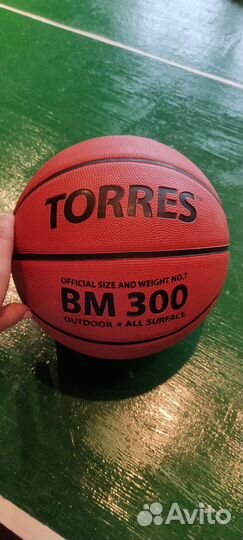 TORRES
OFFICIAL SIZE AND WEIGHT NO.7
BM 300
OUTDOOR • ALL SURFACE
Avito